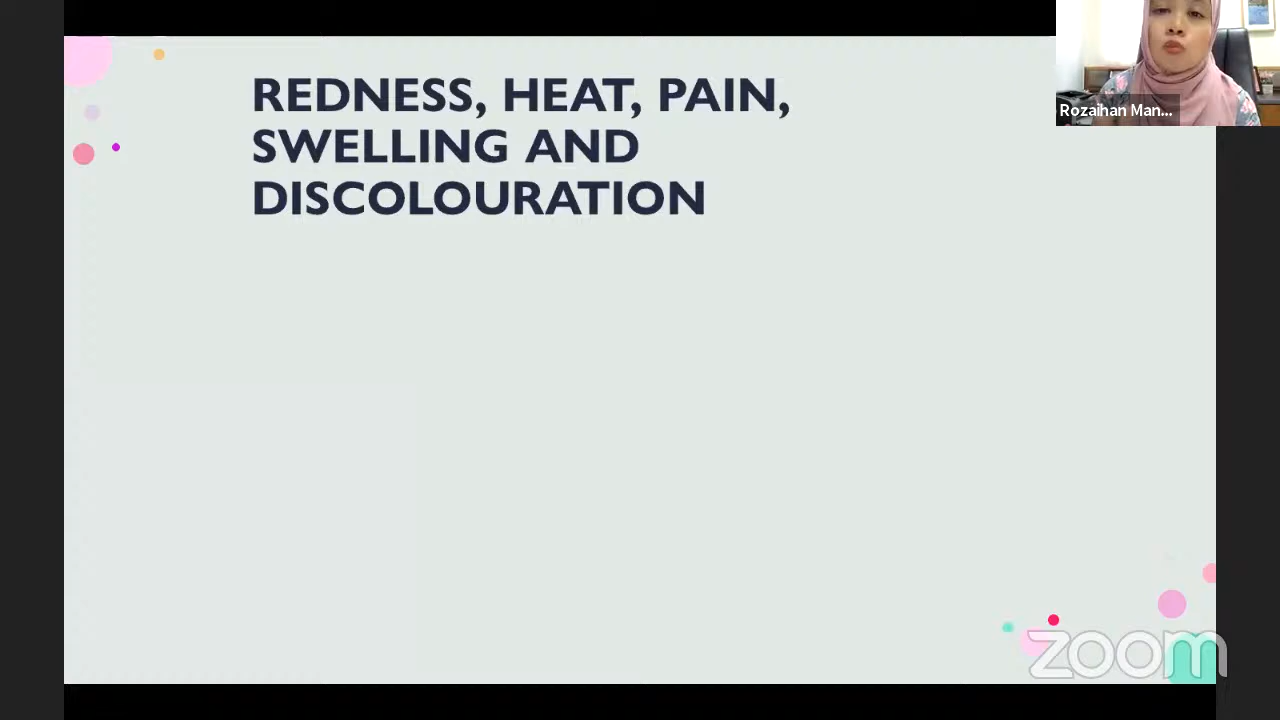 REDNESS, HEAT, PAIN,
SWELLING AND
DISCOLOURATION
Rozaihan Man...
zoom